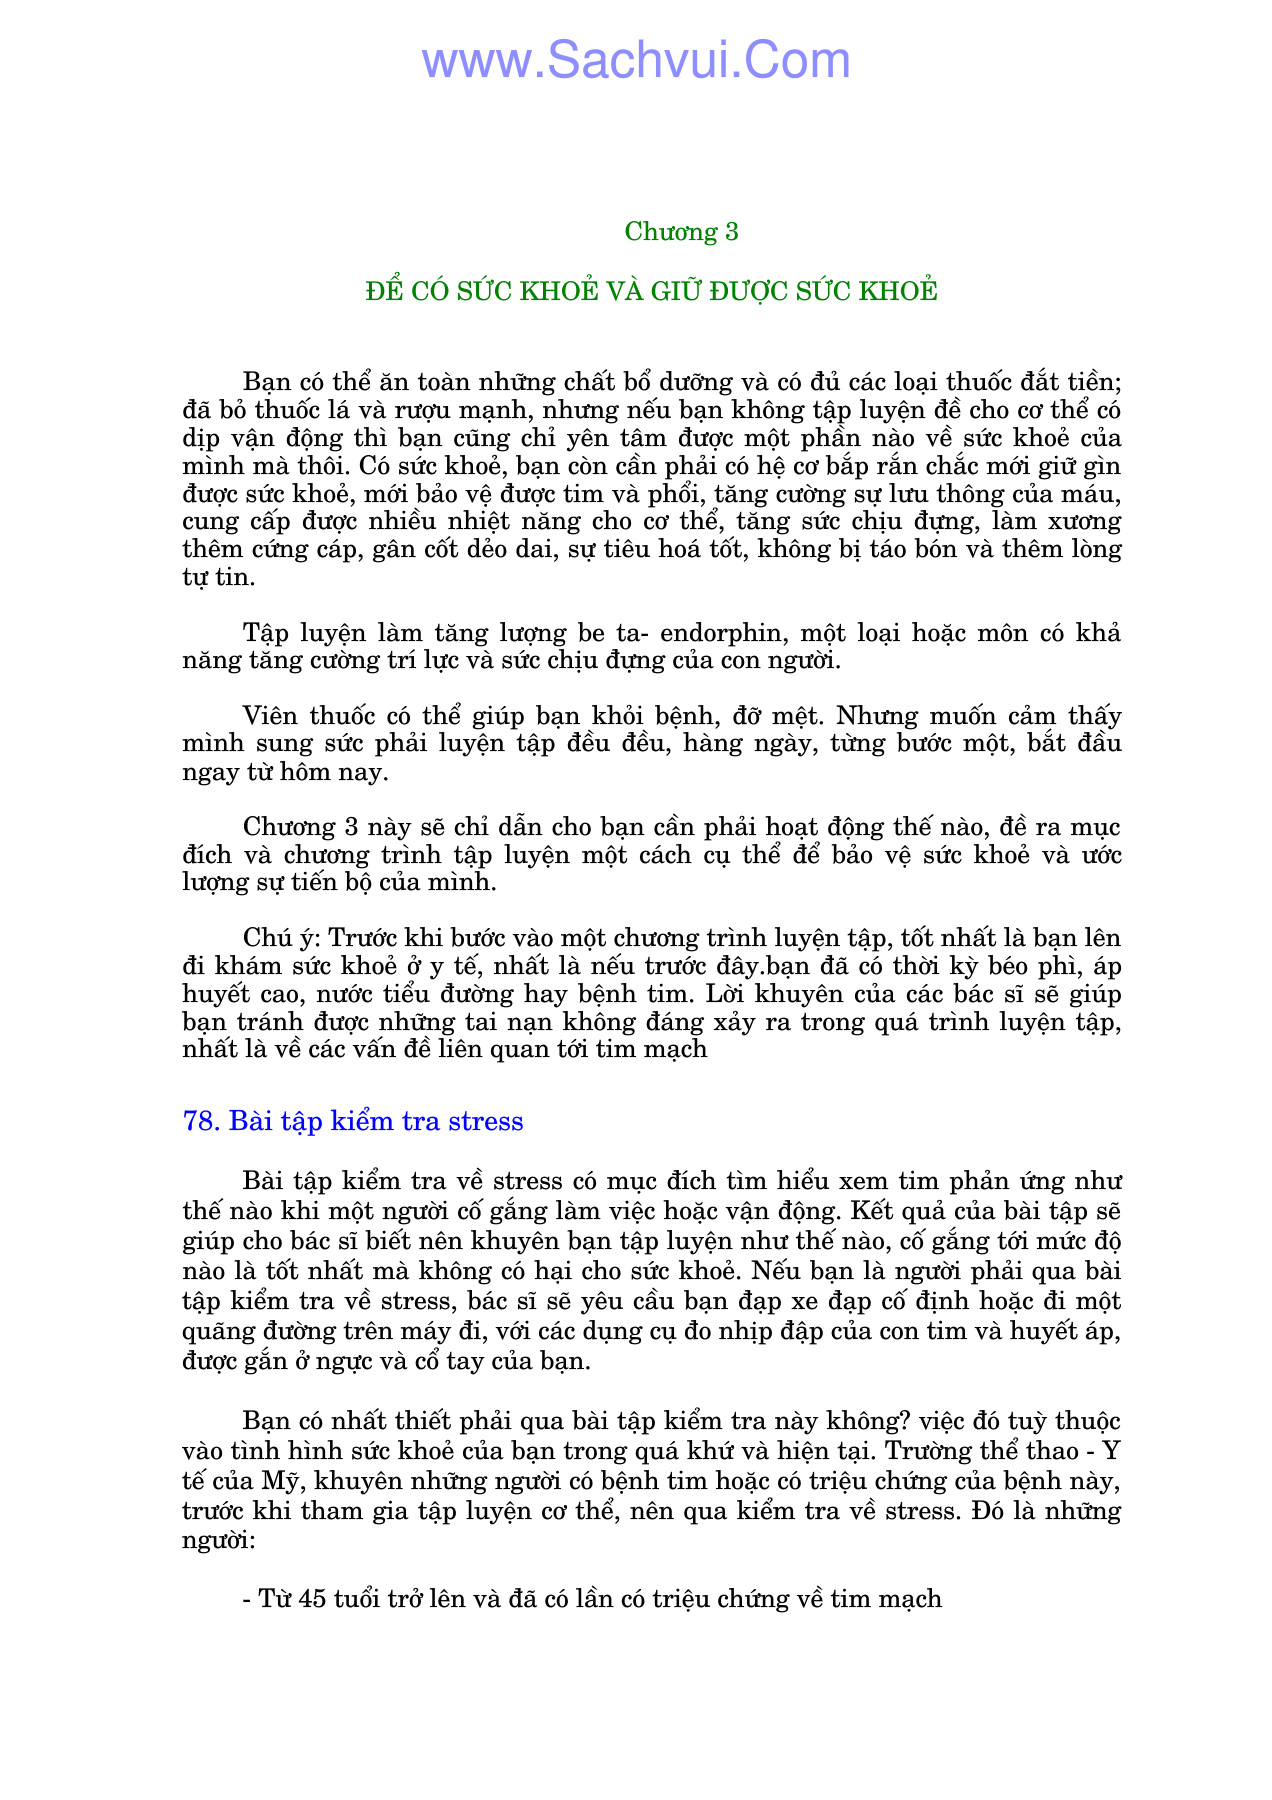 www.Sachvui.Com
Chương 3
ĐỂ CÓ SỨC KHOẺ VÀ GIỮ ĐƯỢC SỨC KHOẺ
Bạn có thể ăn toàn những chất bổ dưỡng và có đủ các loại thuốc đắt tiền;
đã bỏ thuốc lá và rượu mạnh, nhưng nếu bạn không tập luyện đề cho cơ thể có
dịp vận động thì bạn cũng chỉ yên tâm được một phần nào về sức khoẻ của
mình mà thôi. Có sức khoẻ, bạn còn cần phải có hệ cơ bắp rắn chắc mới giữ gìn
được sức khoẻ, mới bảo vệ được tim và phổi, tăng cường sự lưu thông của máu,
cung cấp được nhiều nhiệt năng cho cơ thể, tăng sức chịu đựng, làm xương
thêm cứng cáp, gân cốt dẻo dai, sự tiêu hoá tốt, không bị táo bón và thêm lòng
tự tin.
Tập luyện làm tăng lượng be ta- endorphin, một loại hoặc môn có khả
năng tăng cường trí lực và sức chịu đựng của con người.
Viên thuốc có thể giúp bạn khỏi bệnh, đỡ mệt. Nhưng muốn cảm thấy
mình sung sức phải luyện tập đều đều, hàng ngày, từng bước một, bắt đầu
ngay từ hôm nay.
Chương 3 này sẽ chỉ dẫn cho bạn cần phải hoạt động thế nào, đề ra mục
đích và chương trình tập luyện một cách cụ thể để bảo vệ sức khoẻ và ước
lượng sự tiến bộ của mình.
Chú ý: Trước khi bước vào một chương trình luyện tập, tốt nhất là bạn lên
đi khám sức khoẻ ở y tế, nhất là nếu trước đây.bạn đã có thời kỳ béo phì, áp
huyết cao, nước tiểu đường hay bệnh tim. Lời khuyên của các bác sĩ sẽ giúp
bạn tránh được những tai nạn không đáng xảy ra trong quá trình luyện tập,
nhất là về các vấn đề liên quan tới tim mạch
78. Bài tập kiểm tra stress
Bài tập kiểm tra về stress có mục đích tìm hiểu xem tim phản ứng như
thế nào khi một người cố gắng làm việc hoặc vận động. Kết quả của bài tập sẽ
giúp cho bác sĩ biết nên khuyên bạn tập luyện như thế nào, cố gắng tới mức độ
nào là tốt nhất mà không có hại cho sức khoẻ. Nếu bạn là người phải qua bài
tập kiểm tra về stress, bác sĩ sẽ yêu cầu bạn đạp xe đạp cố định hoặc đi một
quãng đường trên máy đi, với các dụng cụ đo nhịp đập của con tim và huyết áp,
được gắn ở ngực và cổ tay của bạn.
Bạn có nhất thiết phải qua bài tập kiểm tra này không? việc đó tuỳ thuộc
vào tình hình sức khoẻ của bạn trong quá khứ và hiện tại. Trường thể thao - Y
tế của Mỹ, khuyên những người có bệnh tim hoặc có triệu chứng của bệnh này,
trước khi tham gia tập luyện cơ thể, nên qua kiểm tra về stress. Đó là những
người:
- Từ 45 tuổi trở lên và đã có lần có triệu chứng về tim mạch